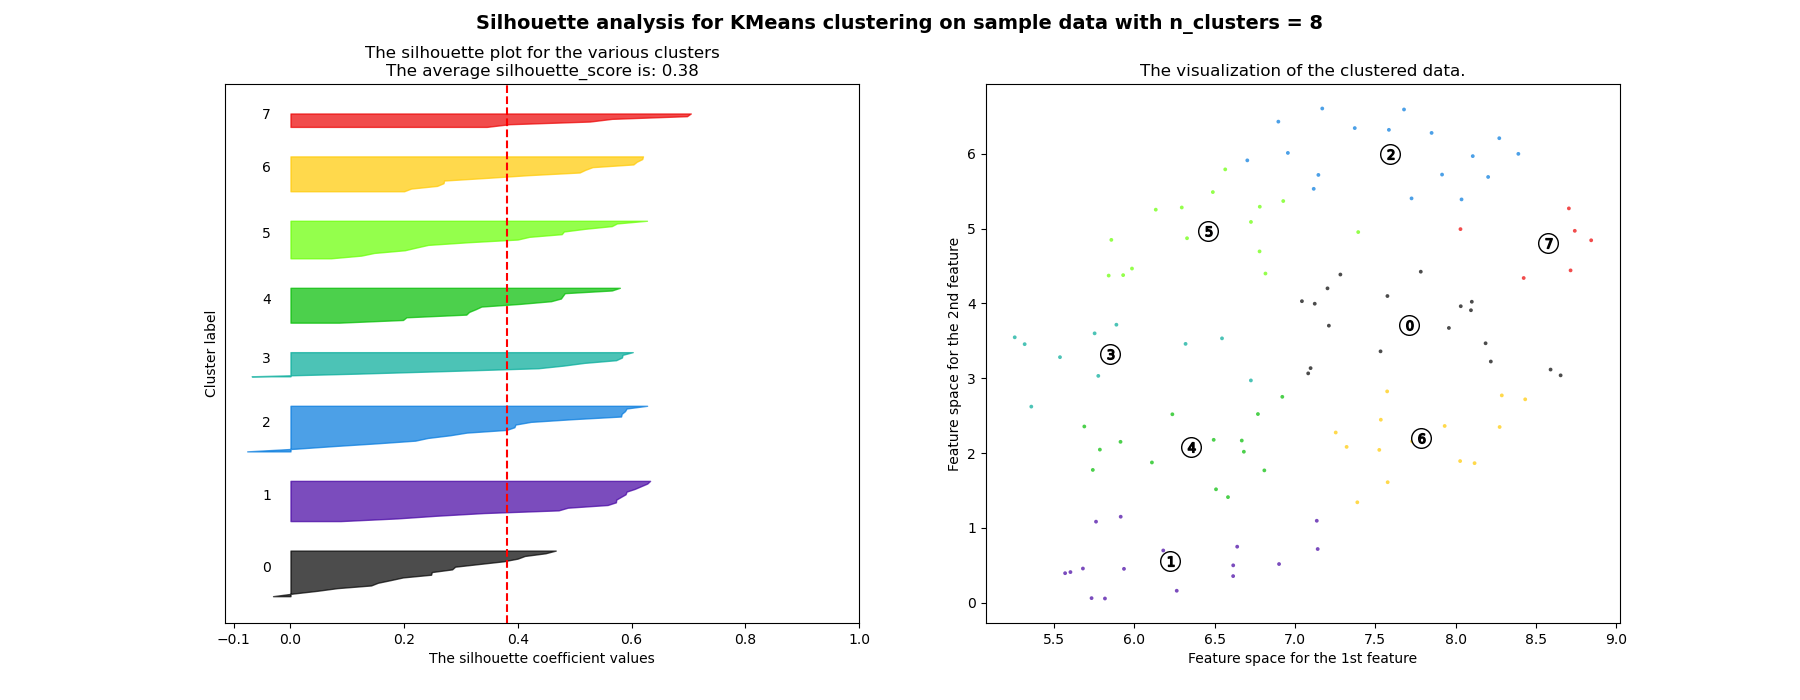 Silhouette analysis for KMeans clustering on sample data with n_clusters = 8
The silhouette plot for the various clusters
The average silhouette_score is: 0.38
7
6
5
4
3
2
1
0
Cluster label
−0.1 0.0 0.2 0.4 0.6 0.8 1.0
The silhouette coefficient values
The visualization of the clustered data.
6
5
4
3
2
1
0
Feature space for the 2nd feature
2
5
7
0
3
6
4
1
5.5 6.0 6.5 7.0 7.5 8.0 8.5 9.0
Feature space for the 1st feature